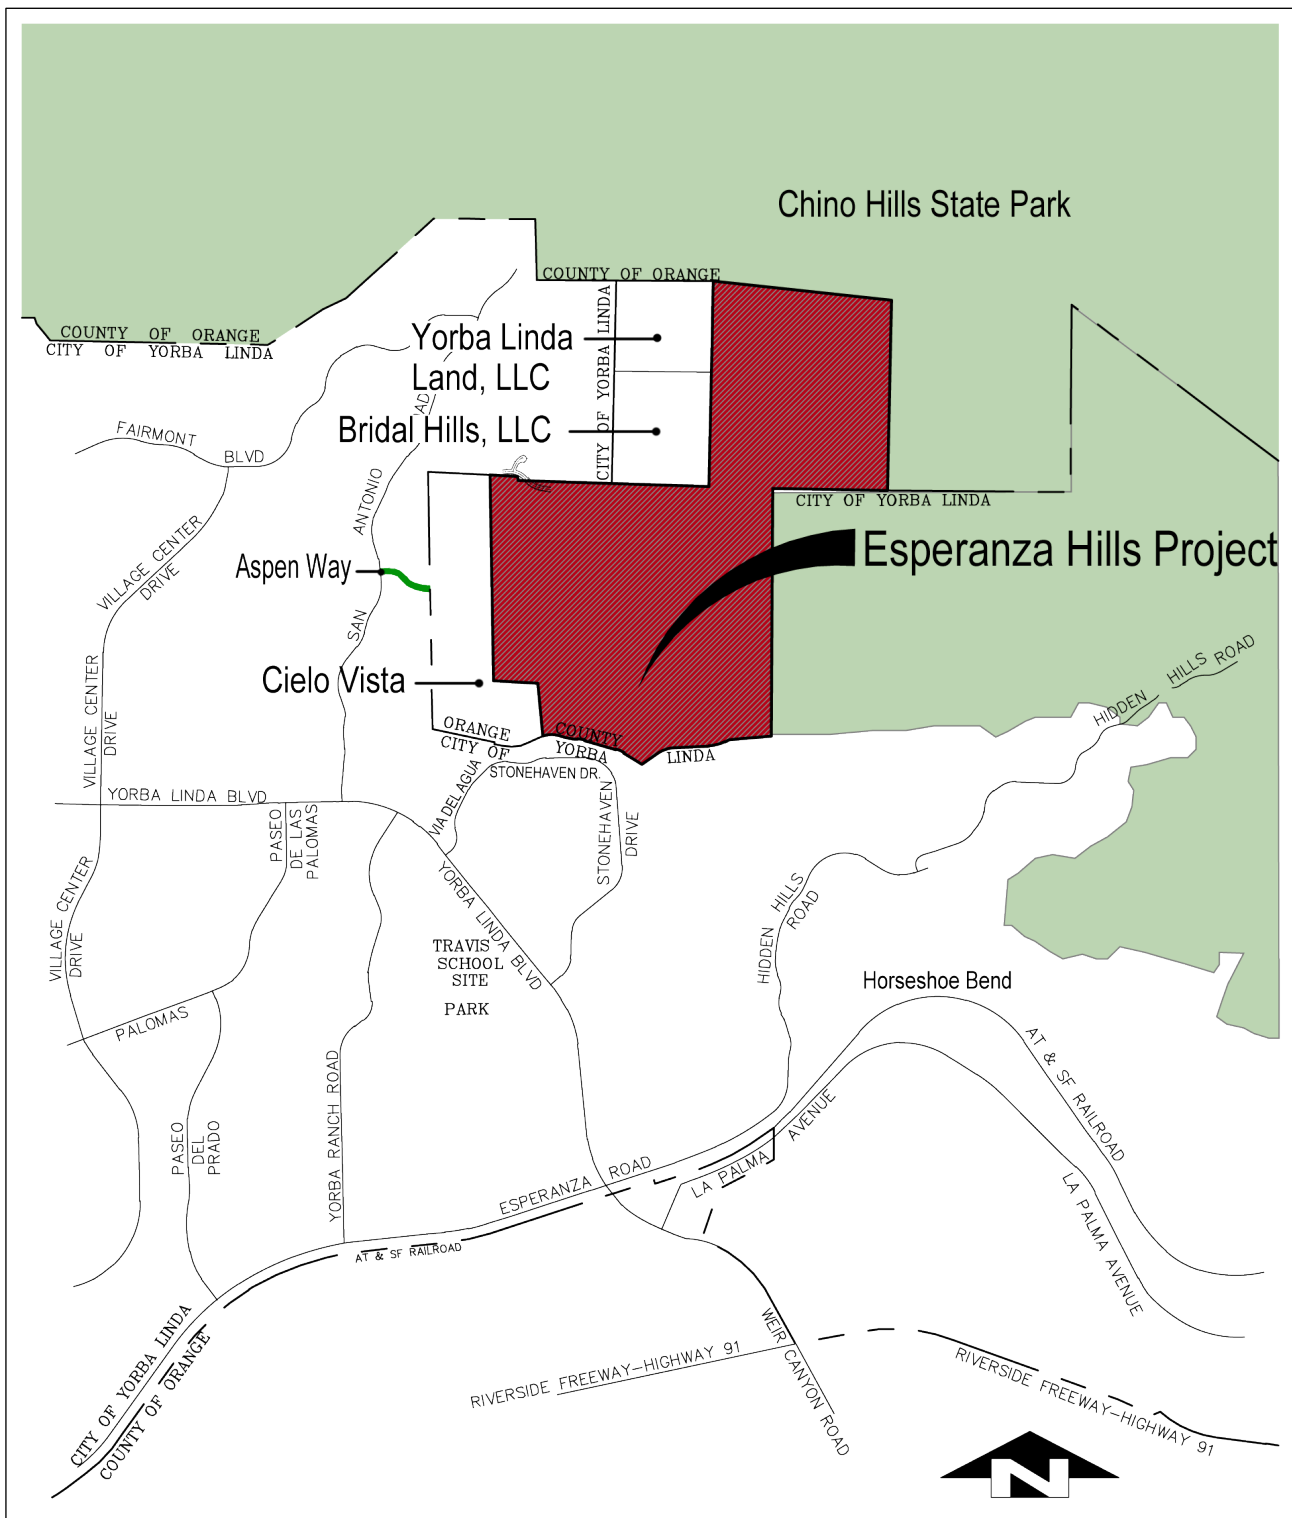 Chino Hills State Park
COUNTY OF ORANGE
COUNTY OF ORANGE
CITY OF YORBA LINDA
CITY OF YORBA LINDA
Yorba Linda
Land, LLC
Bridal Hills, LLC
AD
ANTONIO
SAN
FAIRMONT
BLVD
CITY OF YORBA LINDA
Esperanza Hills Project
VILLAGE CENTER
DRIVE
Aspen Way
Cielo Vista
HIDDEN HILLS ROAD
VILLAGE CENTER
DRIVE
ORANGE COUNTY
CITY OF YORBA LINDA
STONEHAVEN DR.
VIA DEL AGUA
STONEHAVEN
DRIVE
YORBA LINDA BLVD
PASEO
DE LAS
PALOMAS
YORBA LINDA BLVD
VILLAGE CENTER
DRIVE
HIDDEN HILLS
ROAD
TRAVIS
SCHOOL
SITE
PARK
Horseshoe Bend
PALOMAS
AT & SF RAILROAD
PASEO
DEL
PRADO
YORBA RANCH ROAD
ESPERANZA ROAD
LA PALMA AVENUE
LA PALMA AVENUE
AT & SF RAILROAD
CITY OF YORBA LINDA
COUNTY OF ORANGE
WEIR CANYON ROAD
RIVERSIDE FREEWAY-HIGHWAY 91
RIVERSIDE FREEWAY-HIGHWAY 91
N